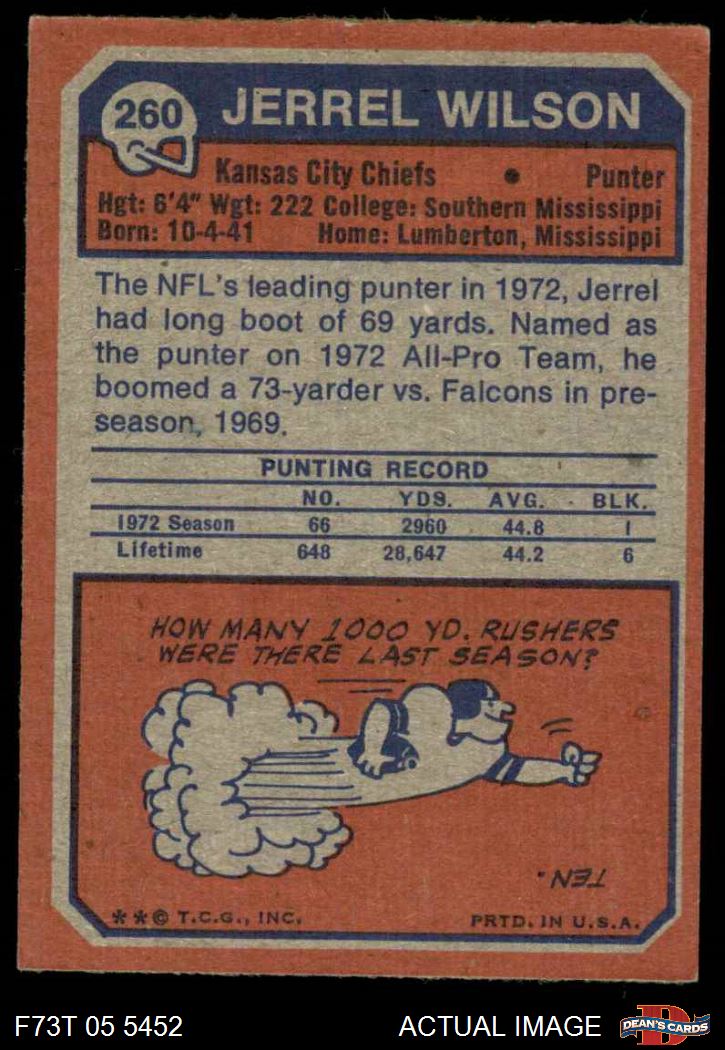 260 JERREL WILSON
Kansas City Chiefs • Punter
Hgt: 6'4" Wgt: 222 College: Southern Mississippi
Born: 10-4-41 Home: Lumberton, Mississippi
The NFL's leading punter in 1972, Jerrel
had long boot of 69 yards. Named as
the punter on 1972 All-Pro Team, he
boomed a 73-yarder vs. Falcons in pre-
season, 1969.
PUNTING RECORD
NO. YDS. AVG. BLK.
1972 Season 66 2960 44.8 1
Lifetime 648 28,647 44.2 6
HOW MANY 1000 YD. RUSHERS
WERE THERE LAST SEASON?
TEN.
**© T.C.G., INC. PRTD. IN U.S.A.
F73T 05 5452 ACTUAL IMAGE D DEAN'S CARDS